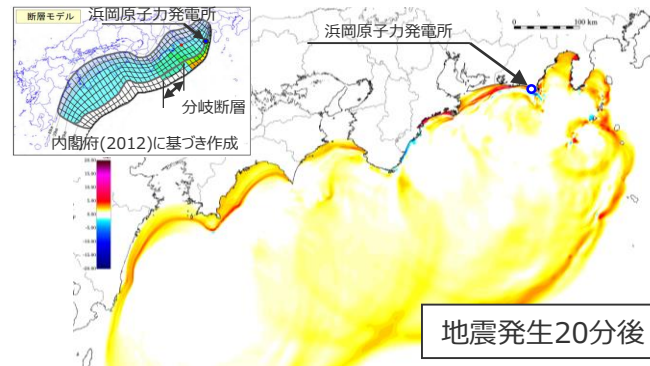 断層モデル
浜岡原子力発電所
分岐断層
内閣府(2012)に基づき作成
0
100 km
浜岡原子力発電所
地震発生20分後